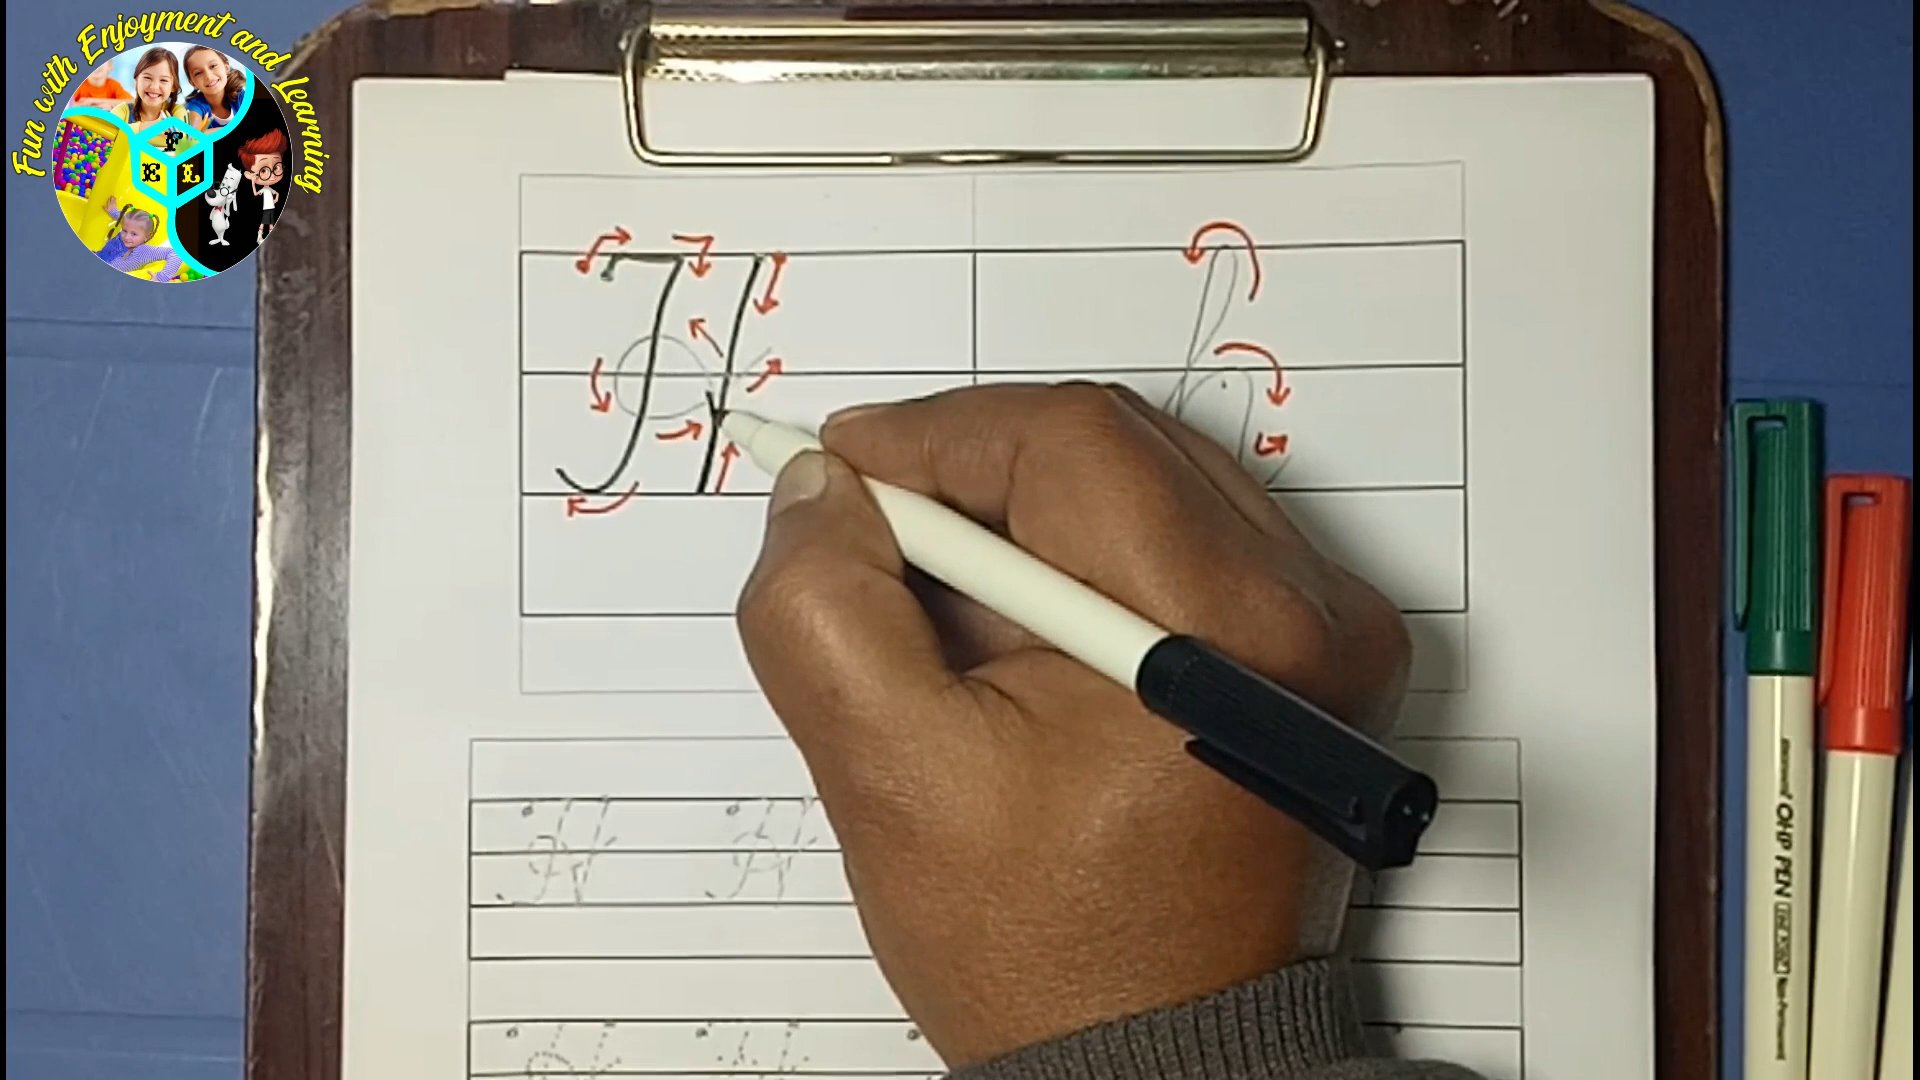 Fun with Enjoyment and Learning
F
E L
H h
H H
H H
OHP PEN